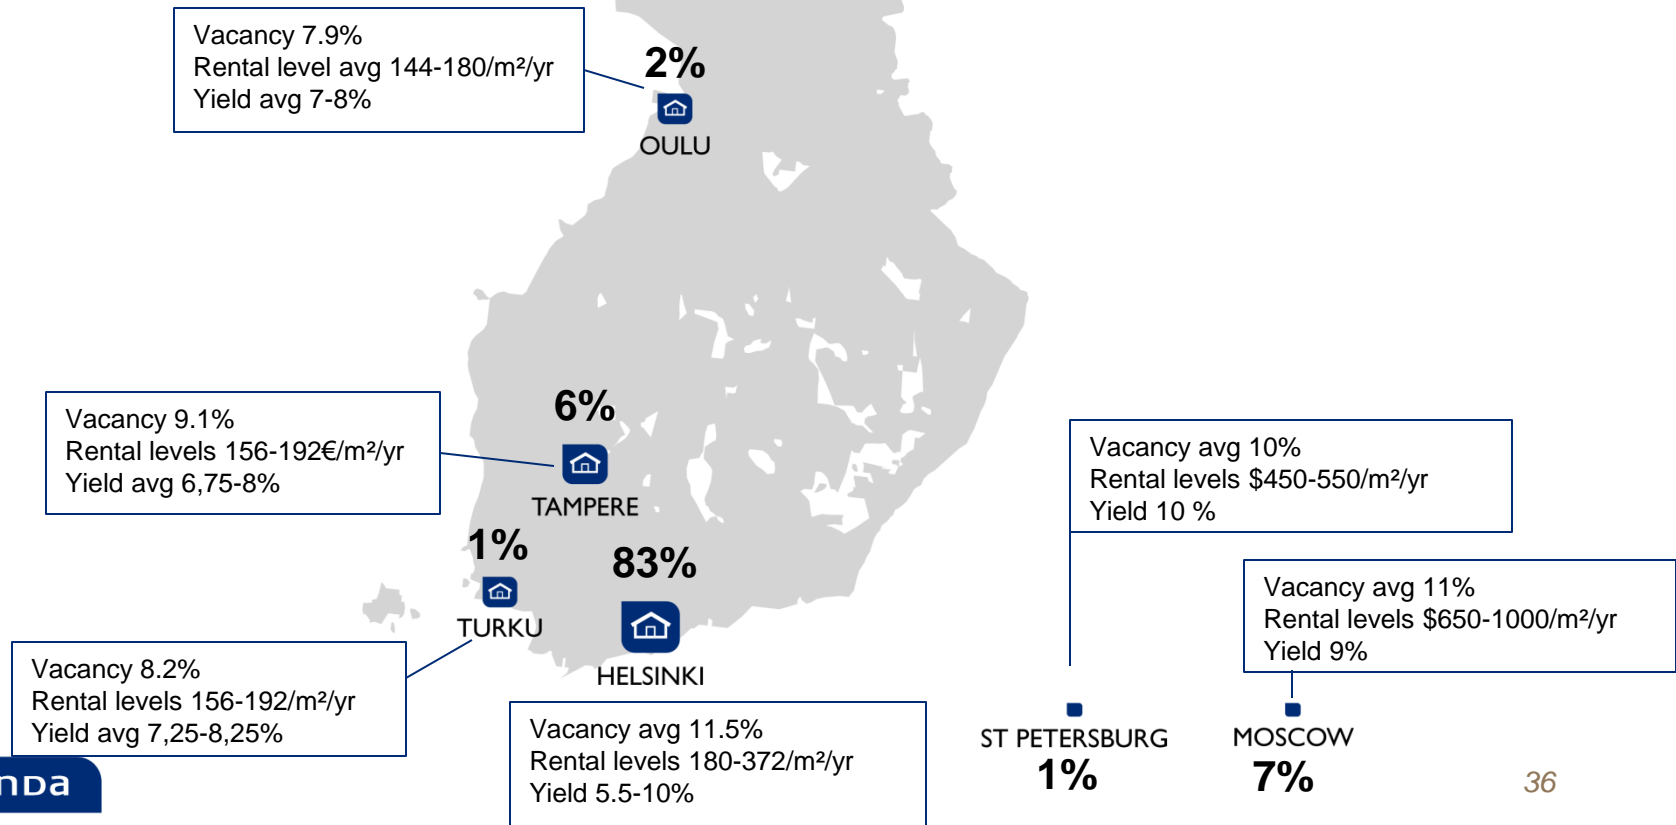 Vacancy 7.9%
Rental level avg 144-180/m²/yr
Yield avg 7-8%
2%
OULU
Vacancy 9.1%
Rental levels 156-192€/m²/yr
Yield avg 6,75-8%
6%
TAMPERE
1%
TURKU
83%
HELSINKI
Vacancy 8.2%
Rental levels 156-192/m²/yr
Yield avg 7,25-8,25%
Vacancy avg 11.5%
Rental levels 180-372/m²/yr
Yield 5.5-10%
Vacancy avg 10%
Rental levels $450-550/m²/yr
Yield 10 %
Vacancy avg 11%
Rental levels $650-1000/m²/yr
Yield 9%
ST PETERSBURG
1%
MOSCOW
7%
nda
36